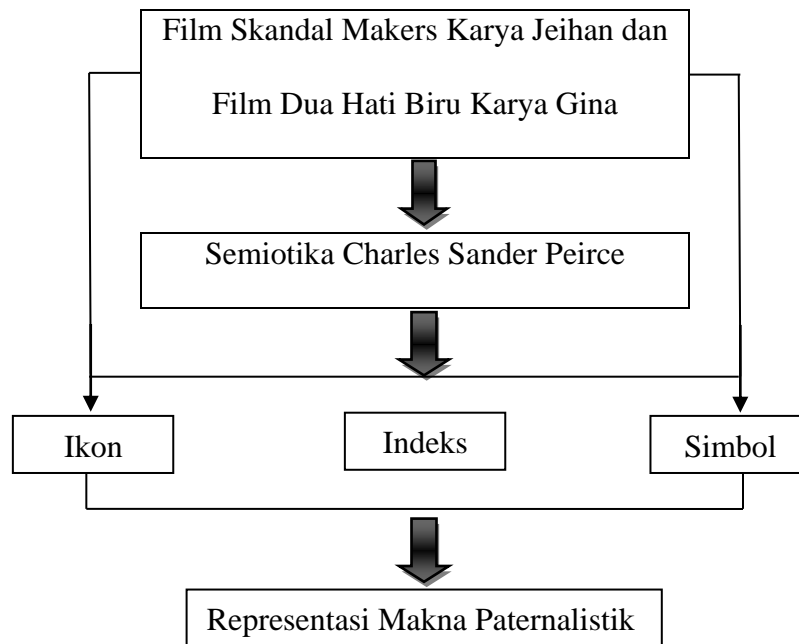 Film Skandal Makers Karya Jeihan dan
Film Dua Hati Biru Karya Gina
Semiotika Charles Sander Peirce
Ikon
Indeks
Simbol
Representasi Makna Paternalistik